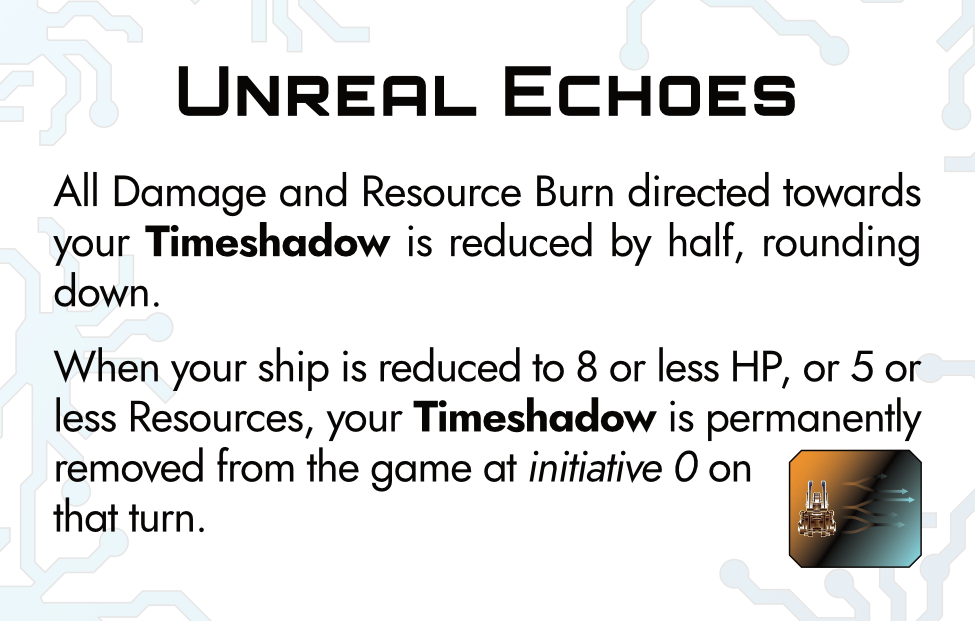 Unreal Echoes
All Damage and Resource Burn directed towards
your Timeshadow is reduced by half, rounding
down.
When your ship is reduced to 8 or less HP, or 5 or
less Resources, your Timeshadow is permanently
removed from the game at initiative 0 on
that turn.